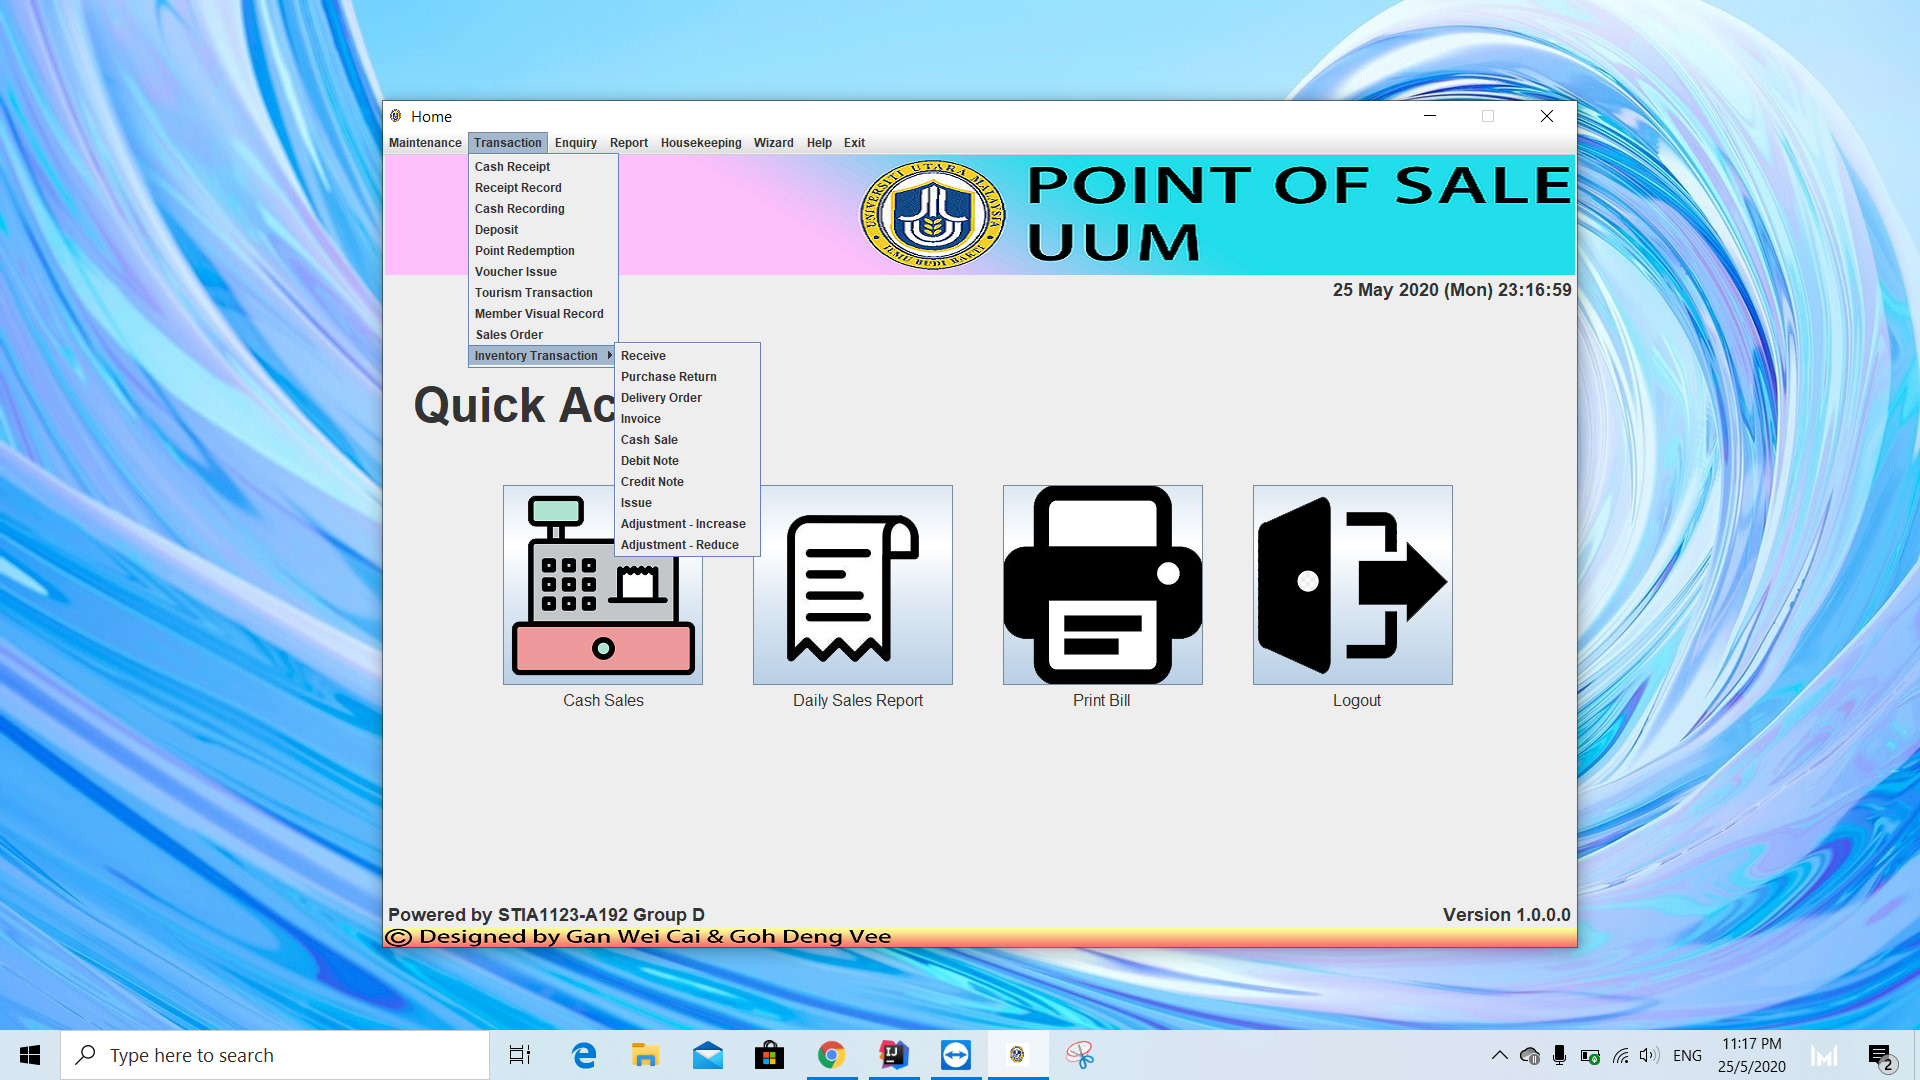 Home
Maintenance Transaction Enquiry Report Housekeeping Wizard Help Exit
Cash Receipt
Receipt Record
Cash Recording
Deposit
Point Redemption
Voucher Issue
Tourism Transaction
Member Visual Record
Sales Order
Inventory Transaction
Receive
Purchase Return
Delivery Order
Invoice
Cash Sale
Debit Note
Credit Note
Issue
Adjustment - Increase
Adjustment - Reduce
UNIVERSITI UTARA MALAYSIA
ILMU BUDI BAKTI
POINT OF SALE
UUM
25 May 2020 (Mon) 23:16:59
Quick Ac
Cash Sales
Daily Sales Report
Print Bill
Logout
Powered by STIA1123-A192 Group D
Version 1.0.0.0
© Designed by Gan Wei Cai & Goh Deng Vee
Type here to search
IJ
ENG
11:17 PM
25/5/2020
2